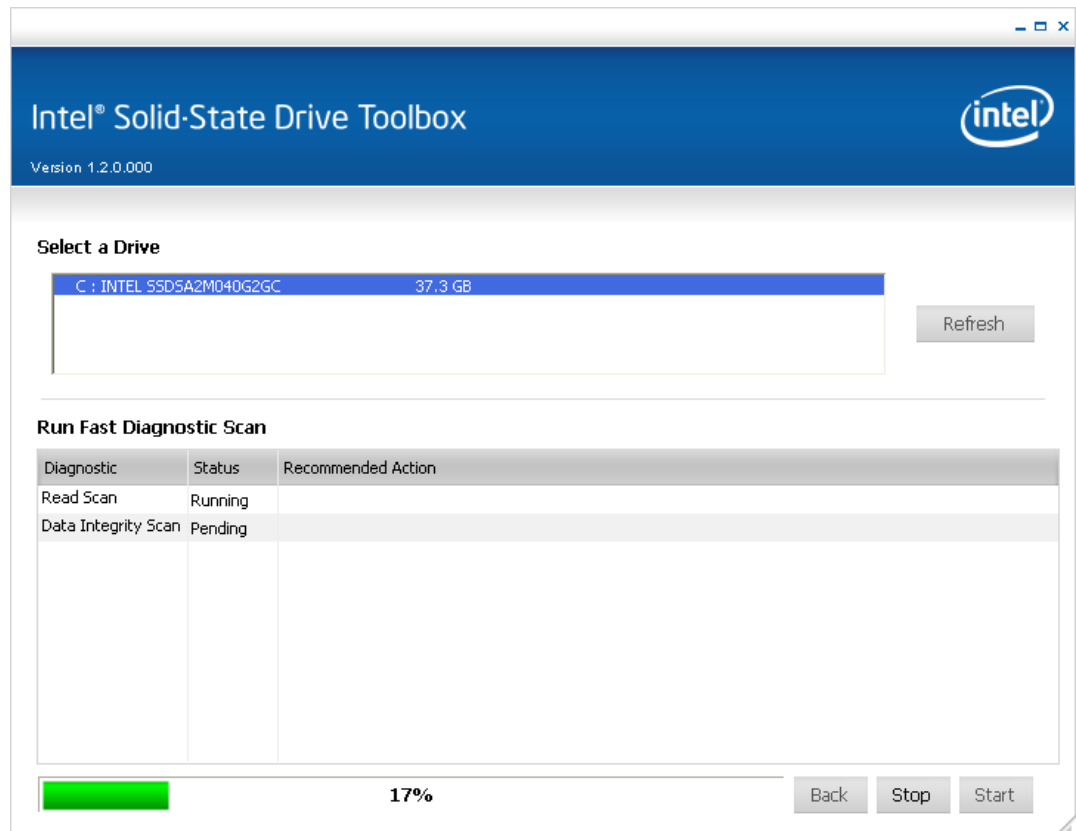 Intel® Solid-State Drive Toolbox
intel
Version 1.2.0.000
Select a Drive
C : INTEL SSDSA2M040G2GC 37.3 GB
Refresh
Run Fast Diagnostic Scan
Diagnostic Status Recommended Action
Read Scan Running
Data Integrity Scan Pending
17% Back Stop Start